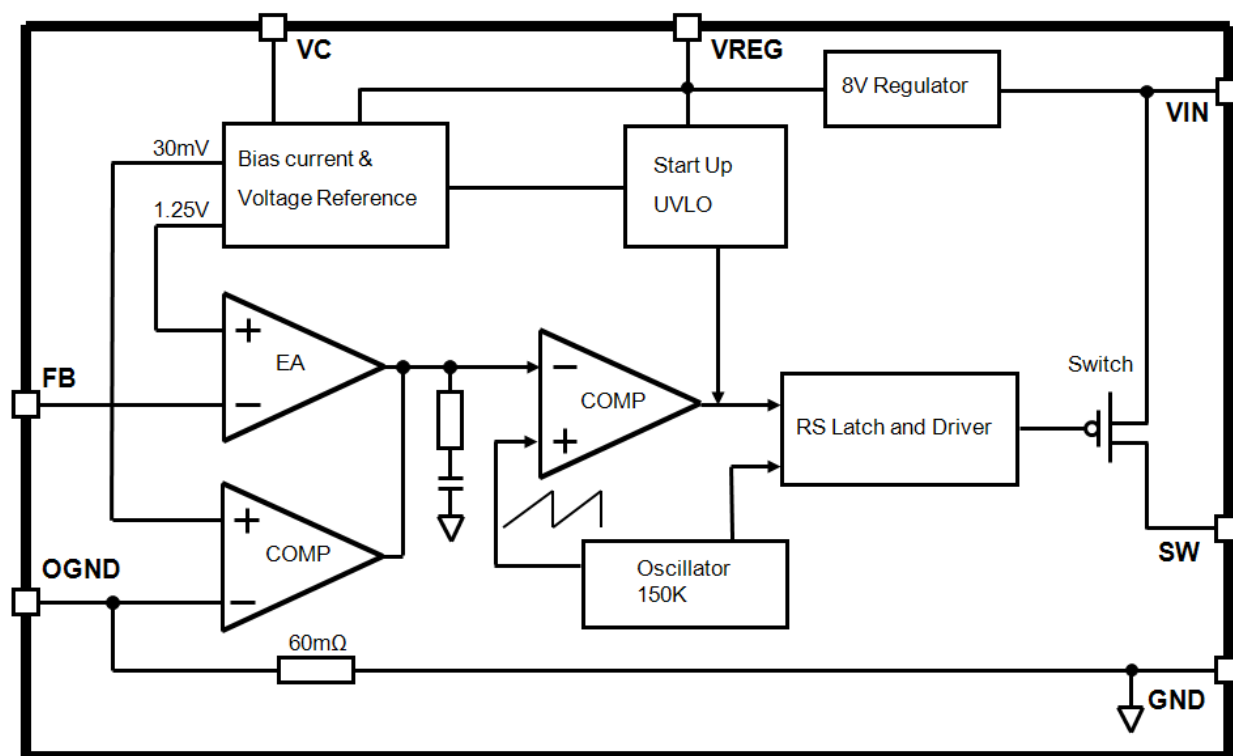 VC
VREG
8V Regulator
VIN
30mV
Bias current &
Voltage Reference
Start Up
UVLO
1.25V
+
EA
−
FB
−
COMP
+
Switch
RS Latch and Driver
+
COMP
−
OGND
Oscillator
150K
SW
60mΩ
GND